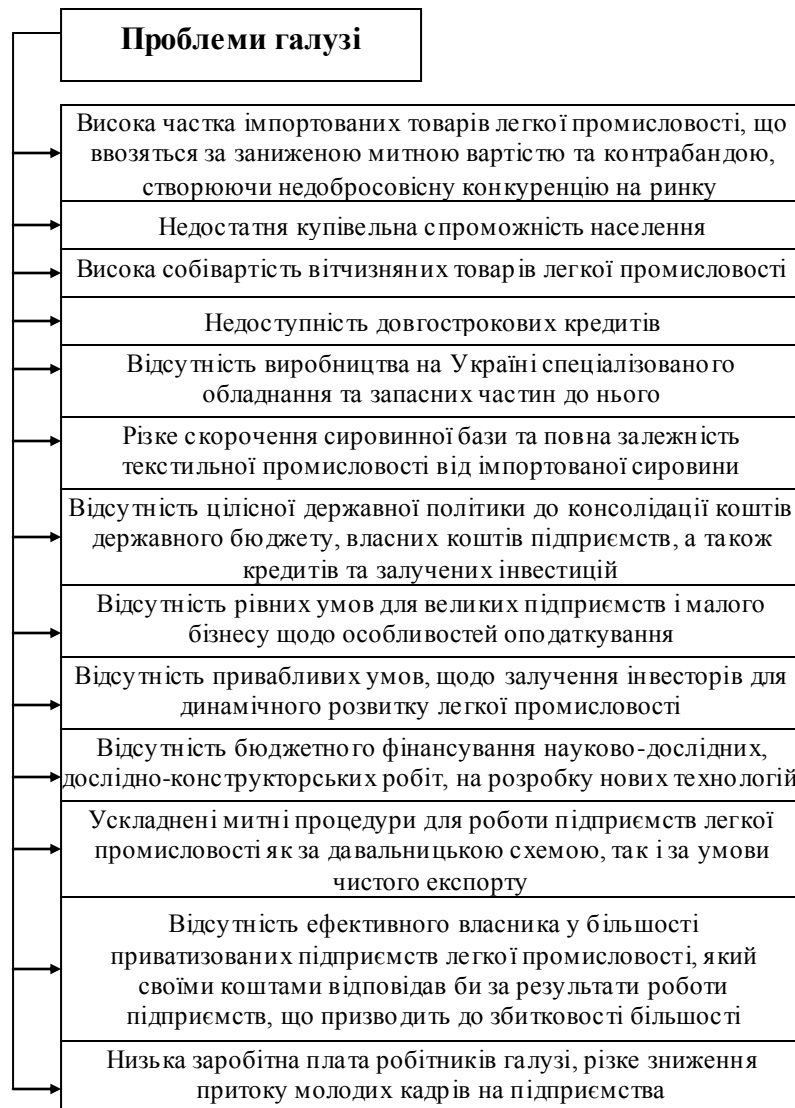 Проблеми галузі
Висока частка імпортованих товарів легкої промисловості, що
ввозяться за заниженою митною вартістю та контрабандою,
створюючи недобросовісну конкуренцію на ринку
Недостатня купівельна спроможність населення
Висока собівартість вітчизняних товарів легкої промисловості
Недоступність довгострокових кредитів
Відсутність виробництва на Україні спеціалізованого
обладнання та запасних частин до нього
Різке скорочення сировинної бази та повна залежність
текстильної промисловості від імпортованої сировини
Відсутність цілісної державної політики до консолідації коштів
державного бюджету, власних коштів підприємств, а також
кредитів та залучених інвестицій
Відсутність рівних умов для великих підприємств і малого
бізнесу щодо особливостей оподаткування
Відсутність привабливих умов, щодо залучення інвесторів для
динамічного розвитку легкої промисловості
Відсутність бюджетного фінансування науково-дослідних,
дослідно-конструкторських робіт, на розробку нових технологій
Ускладнені митні процедури для роботи підприємств легкої
промисловості як за давальницькою схемою, так і за умови
чистого експорту
Відсутність ефективного власника у більшості
приватизованих підприємств легкої промисловості, який
своїми коштами відповідав би за результати роботи
підприємств, що призводить до збитковості більшості
Низька заробітна плата робітників галузі, різке зниження
притоку молодих кадрів на підприємства